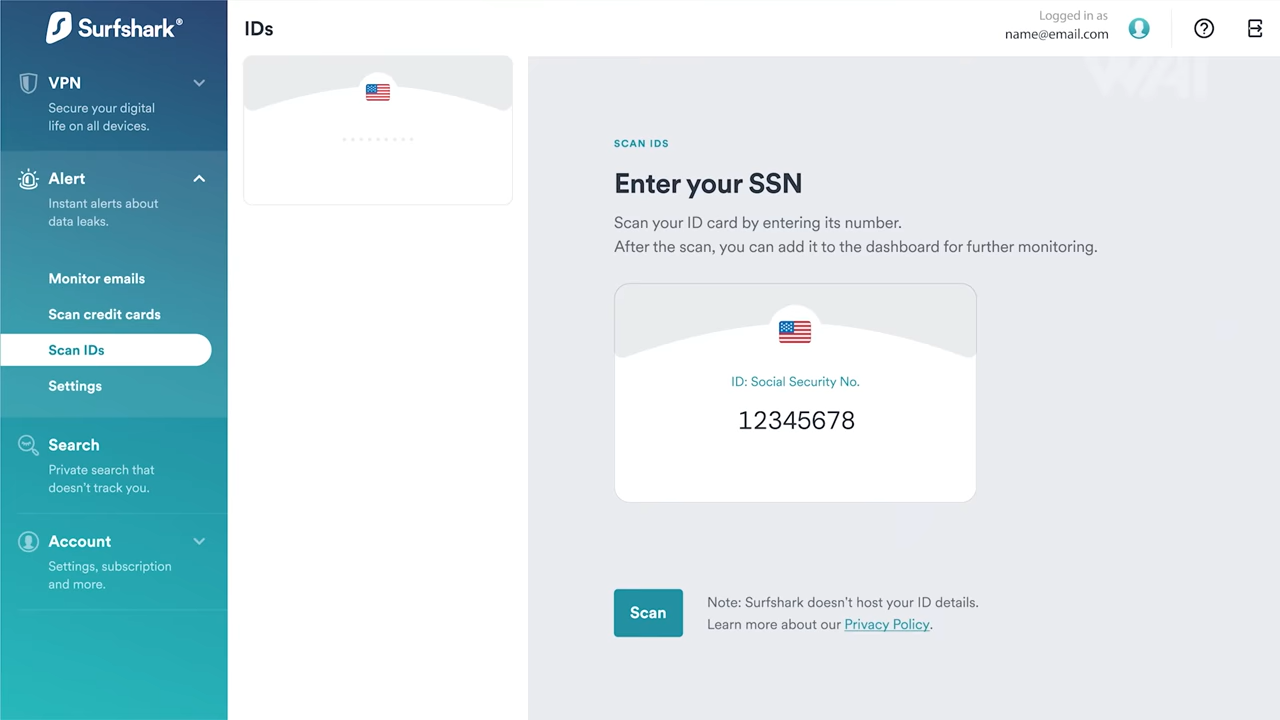 Surfshark®
VPN
Secure your digital
life on all devices.
Alert
Instant alerts about
data leaks.
Monitor emails
Scan credit cards
Scan IDs
Settings
Search
Private search that
doesn't track you.
Account
Settings, subscription
and more.
IDs
Logged in as
name@email.com
SCAN IDS
Enter your SSN
Scan your ID card by entering its number.
After the scan, you can add it to the dashboard for further monitoring.
ID: Social Security No.
12345678
Scan
Note: Surfshark doesn't host your ID details.
Learn more about our Privacy Policy.